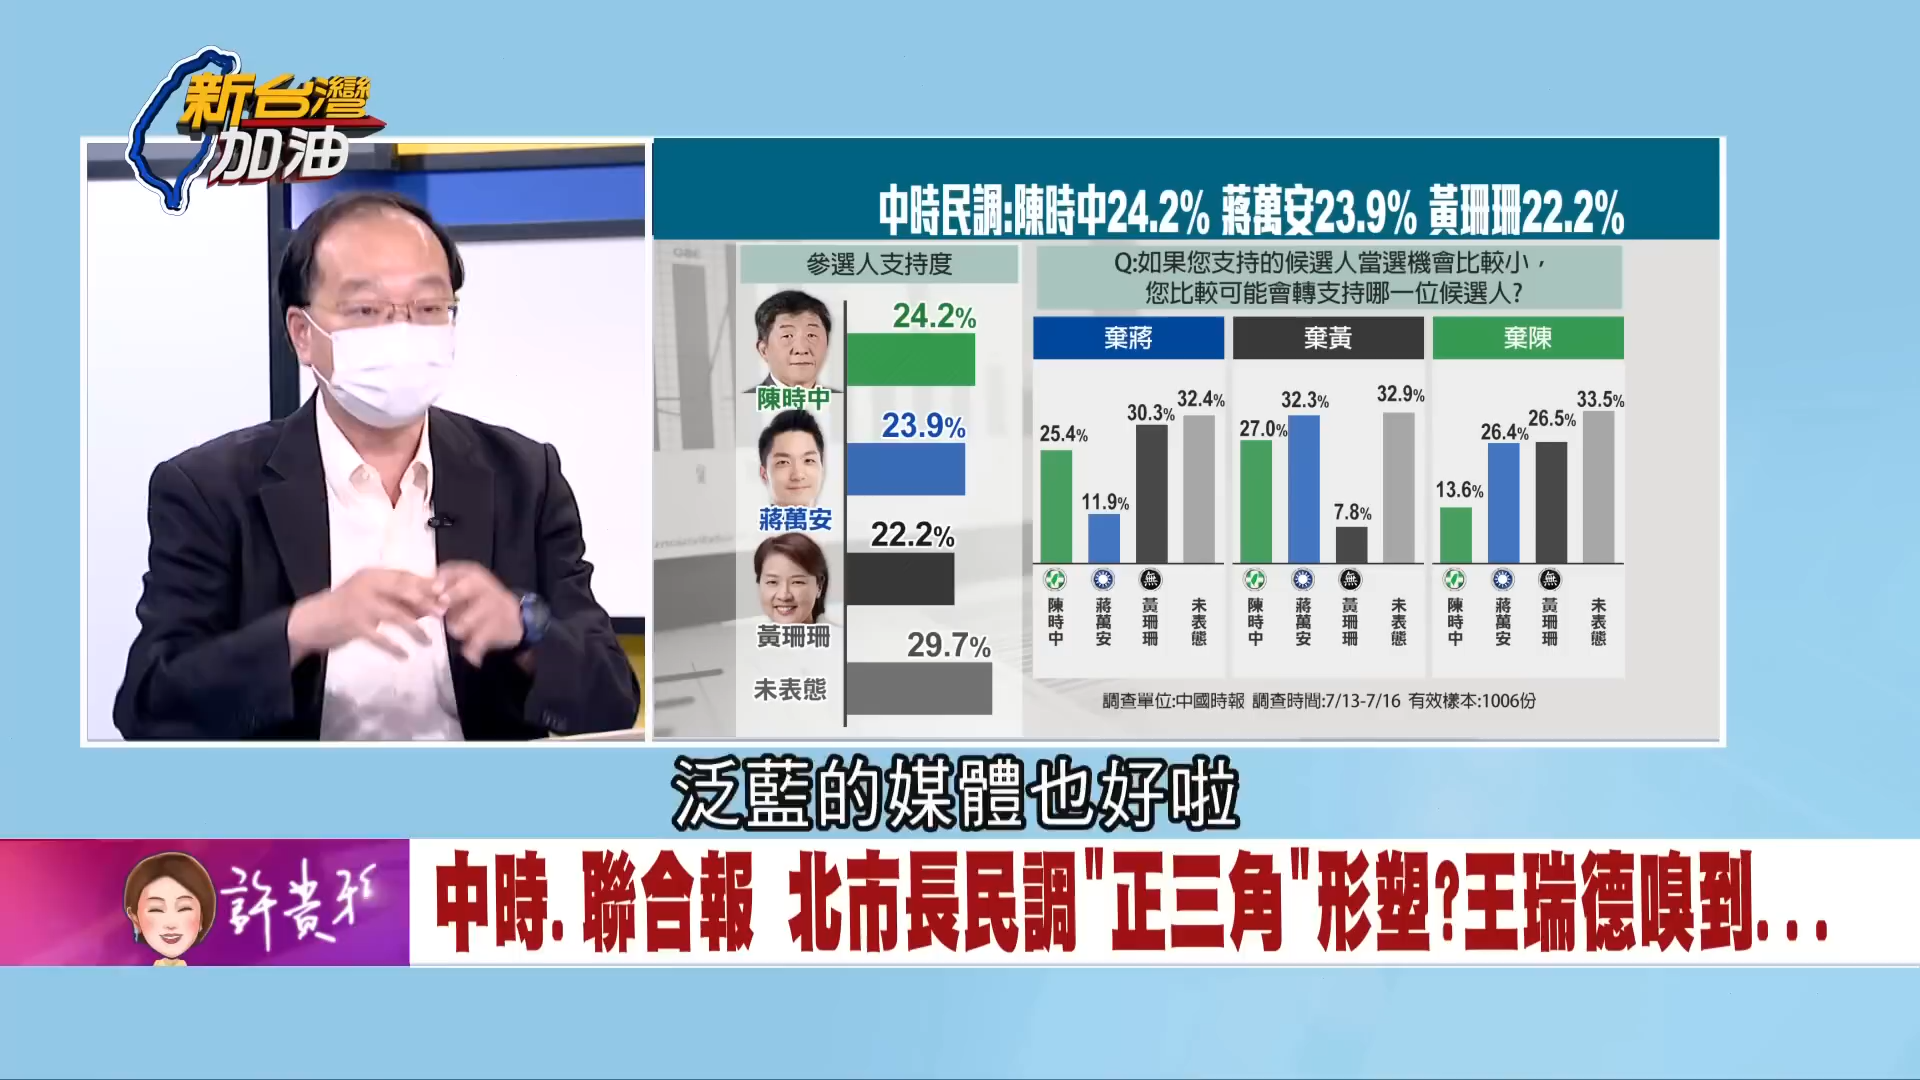 新台灣
加油
中時民調:陳時中24.2% 蔣萬安23.9% 黃珊珊22.2%
參選人支持度
24.2%
陳時中
23.9%
蔣萬安
22.2%
黃珊珊
29.7%
未表態
Q:如果您支持的候選人當選機會比較小，
您比較可能會轉支持哪一位候選人?
棄蔣
25.4%
11.9%
30.3%
32.4%
無
陳時中
蔣萬安
黃珊珊
未表態
棄黃
27.0%
32.3%
7.8%
32.9%
無
陳時中
蔣萬安
黃珊珊
未表態
棄陳
13.6%
26.4%
26.5%
33.5%
無
陳時中
蔣萬安
黃珊珊
未表態
調查單位:中國時報 調查時間:7/13-7/16 有效樣本:1006份
泛藍的媒體也好啦
許貴雅
中時.聯合報 北市長民調"正三角"形塑?王瑞德嗅到...